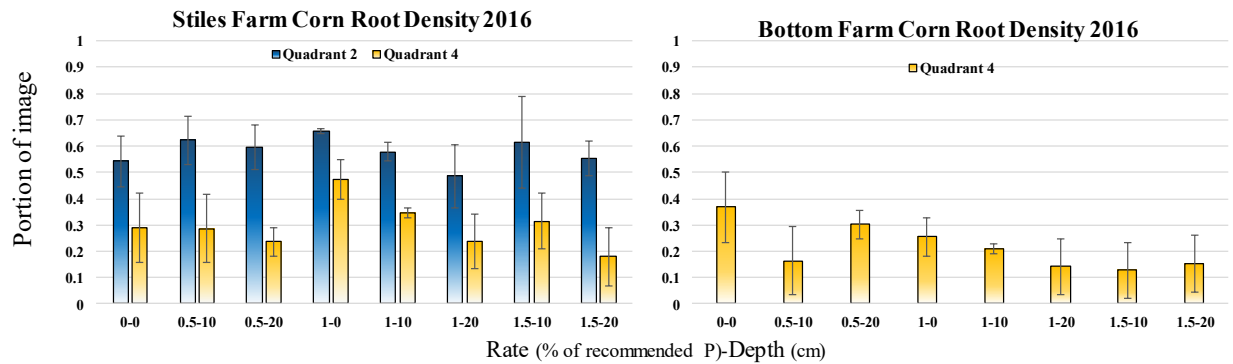 Stiles Farm Corn Root Density 2016
Quadrant 2 Quadrant 4
Portion of image
1
0.9
0.8
0.7
0.6
0.5
0.4
0.3
0.2
0.1
0
0-0 0.5-10 0.5-20 1-0 1-10 1-20 1.5-10 1.5-20
Bottom Farm Corn Root Density 2016
Quadrant 4
1
0.9
0.8
0.7
0.6
0.5
0.4
0.3
0.2
0.1
0
0-0 0.5-10 0.5-20 1-0 1-10 1-20 1.5-10 1.5-20
Rate (% of recommended P)-Depth (cm)